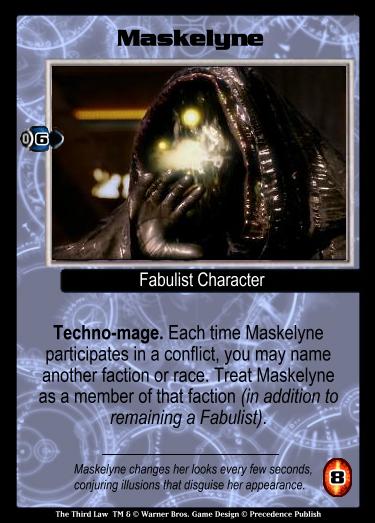 Maskelyne
6
Fabulist Character
Techno-mage. Each time Maskelyne
participates in a conflict, you may name
another faction or race. Treat Maskelyne
as a member of that faction (in addition to
remaining a Fabulist).
Maskelyne changes her looks every few seconds,
conjuring illusions that disguise her appearance.
8
The Third Law TM & © Warner Bros. Game Design © Precedence Publish